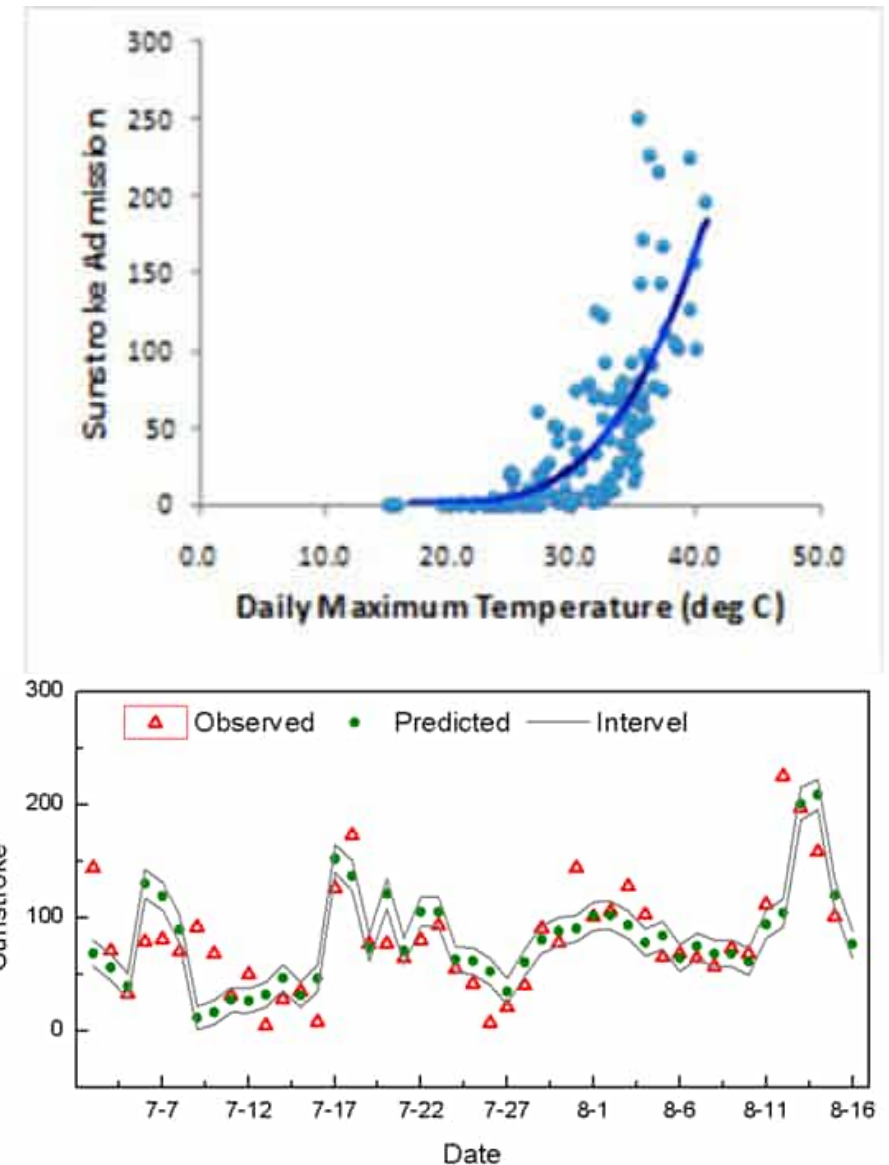 300
250
200
150
100
50
0
Sunstroke Admission
0.0 10.0 20.0 30.0 40.0 50.0
Daily Maximum Temperature (deg C)
300
200
100
0
Observed Predicted Intervel
7-7 7-12 7-17 7-22 7-27 8-1 8-6 8-11 8-16
Date